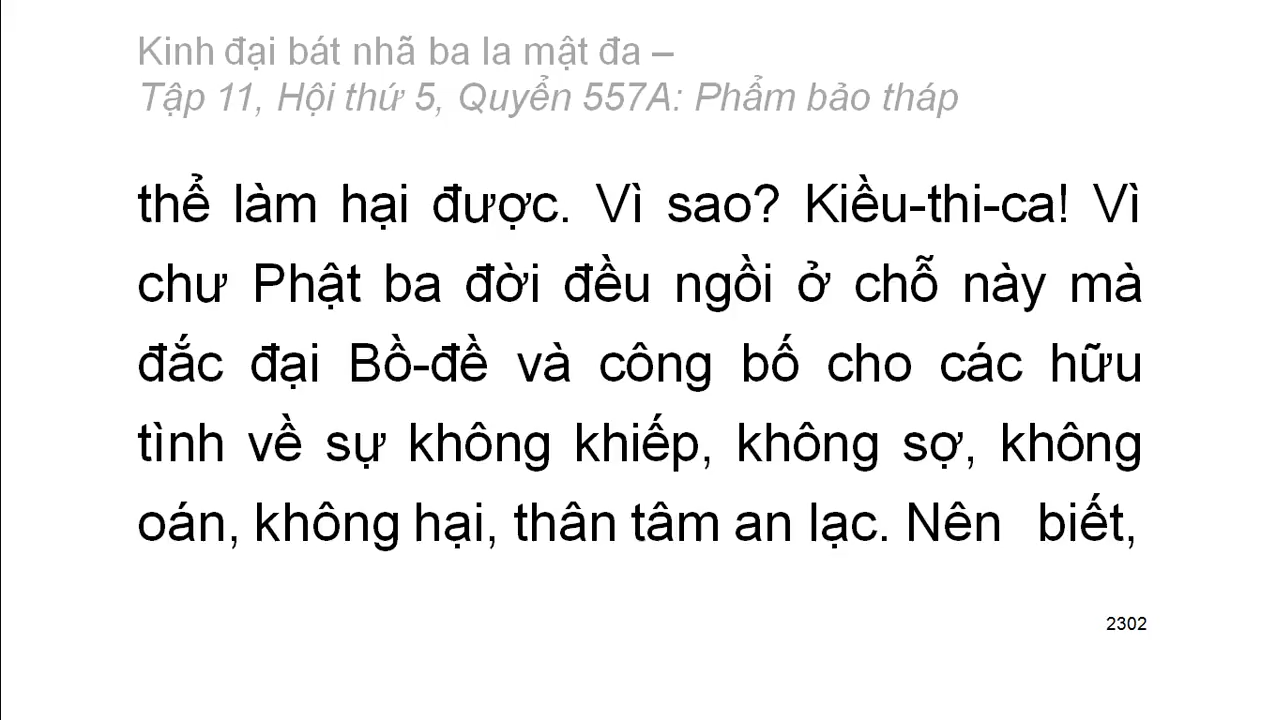 Kinh đại bát nhã ba la mật đa –
Tập 11, Hội thứ 5, Quyển 557A: Phẩm bảo tháp
thể làm hại được. Vì sao? Kiều-thi-ca! Vì
chư Phật ba đời đều ngồi ở chỗ này mà
đắc đại Bồ-đề và công bố cho các hữu
tình về sự không khiếp, không sợ, không
oán, không hại, thân tâm an lạc. Nên biết,
2302